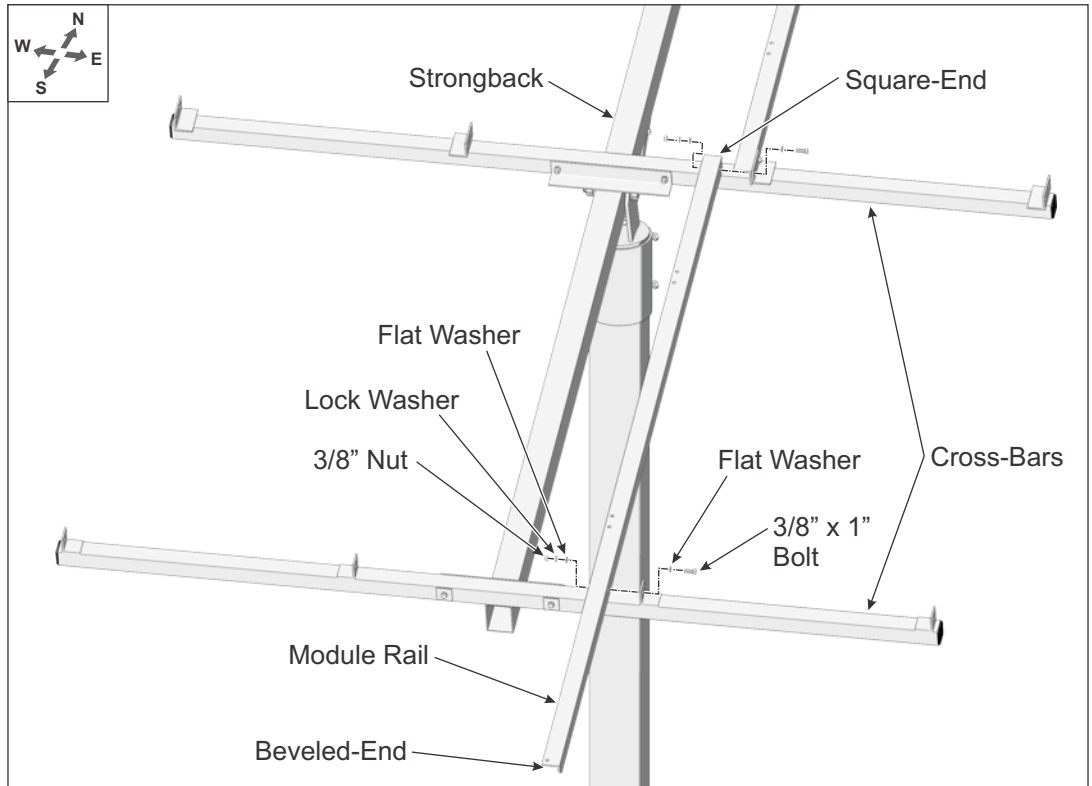 N
W
E
S
Strongback
Square-End
Flat Washer
Lock Washer
3/8” Nut
Flat Washer
Cross-Bars
3/8” x 1”
Bolt
Module Rail
Beveled-End